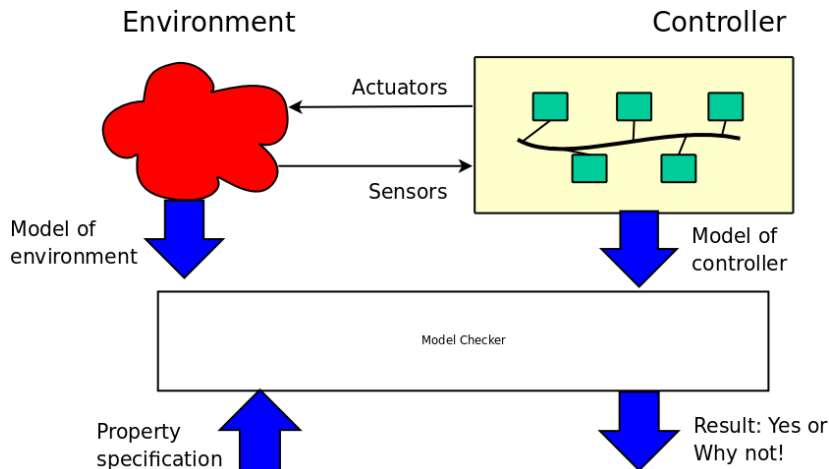 Environment
Controller
Actuators
Sensors
Model of
environment
Model of
controller
Model Checker
Property
specification
Result: Yes or
Why not!